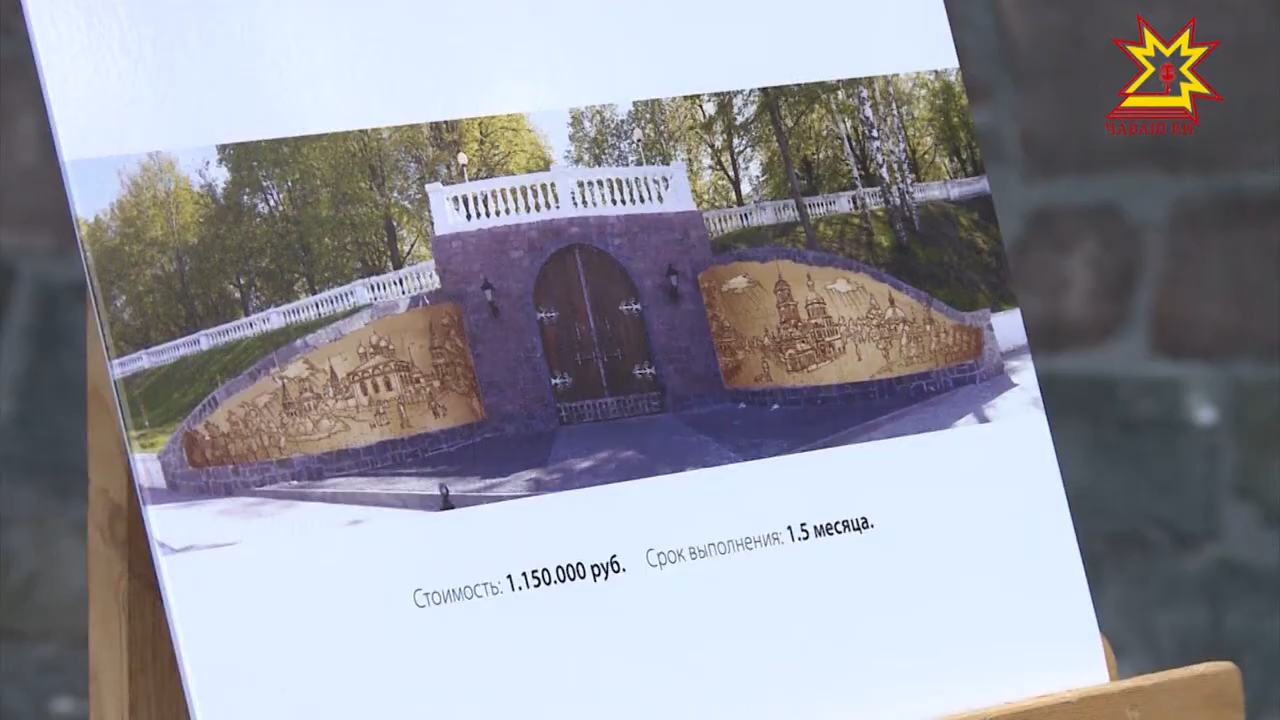 ЧАВАШ ЕН
Стоимость: 1.150.000 руб. Срок выполнения: 1.5 месяца.